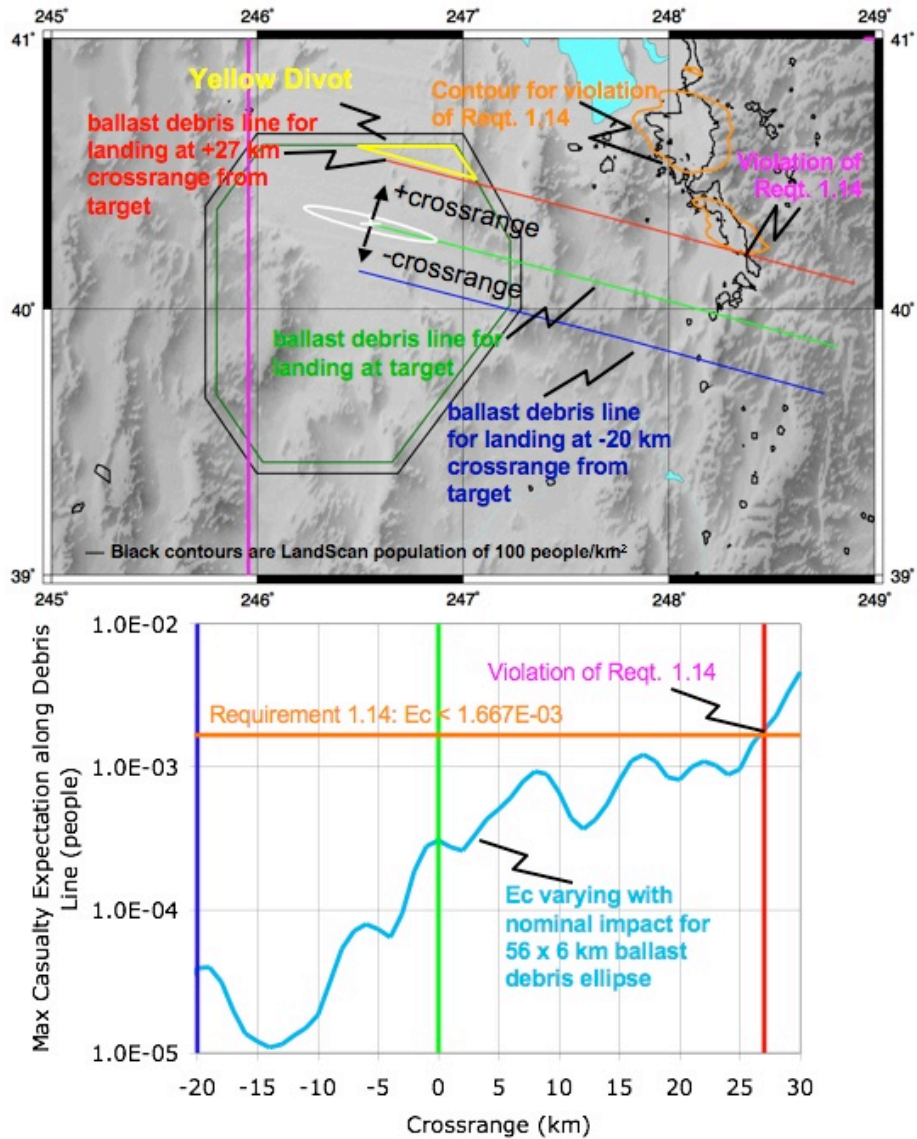 245˚ 246˚ 247˚ 248˚ 249˚
41˚ 41˚
Yellow Divot
Contour for violation
of Reqt. 1.14
ballast debris line for
landing at +27 km
crossrange from
target
Violation of
Reqt. 1.14
+crossrange
-crossrange
40˚ 40˚
ballast debris line for
landing at target
ballast debris line
for landing at -20 km
crossrange from
target
— Black contours are LandScan population of 100 people/km²
39˚ 39˚
245˚ 246˚ 247˚ 248˚ 249˚
Max Casualty Expectation along Debris
Line (people)
1.0E-02
Violation of Reqt. 1.14
Requirement 1.14: Ec < 1.667E-03
1.0E-03
1.0E-04
Ec varying with
nominal impact for
56 x 6 km ballast
debris ellipse
1.0E-05
-20 -15 -10 -5 0 5 10 15 20 25 30
Crossrange (km)